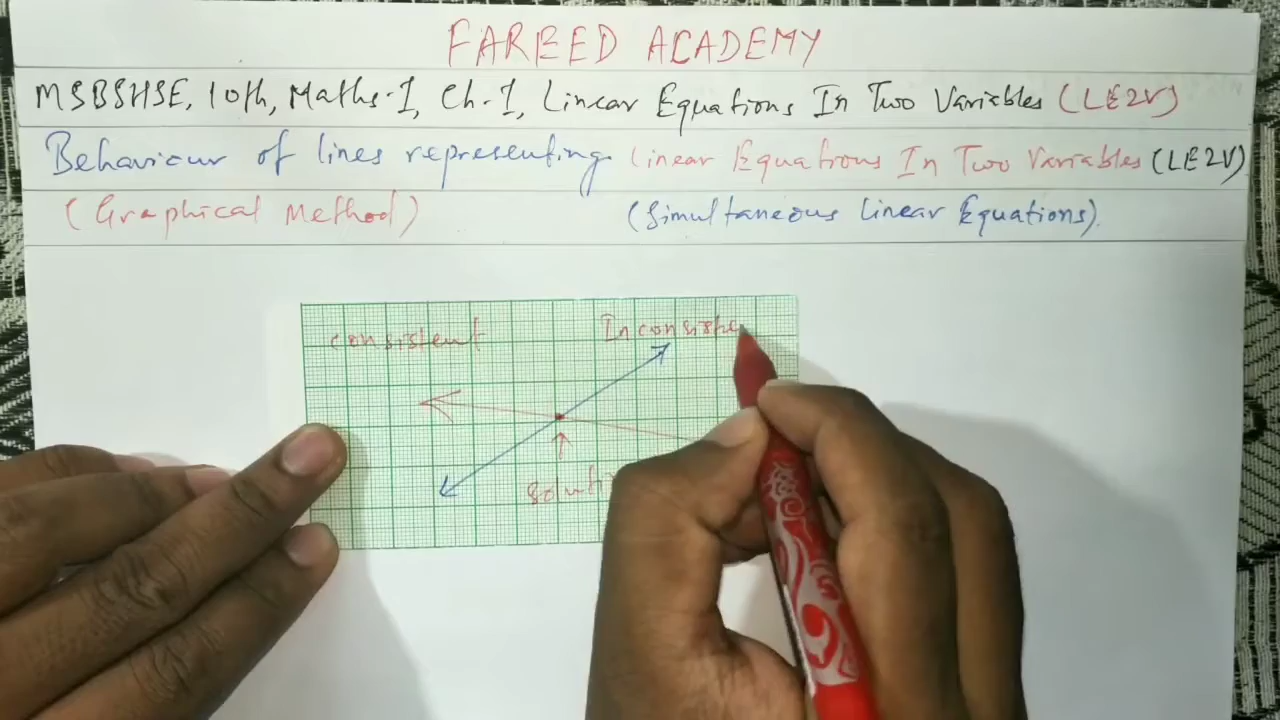 FAREED ACADEMY
MSBSHSE, 10th, Maths-I, Ch-I, Linear Equations In Two Variables (LE2V)
Behaviour of lines representing Linear Equations In Two Variables (LE2V)
(Graphical Method) (Simultaneous linear Equations).
consistent Inconsiste
soluti